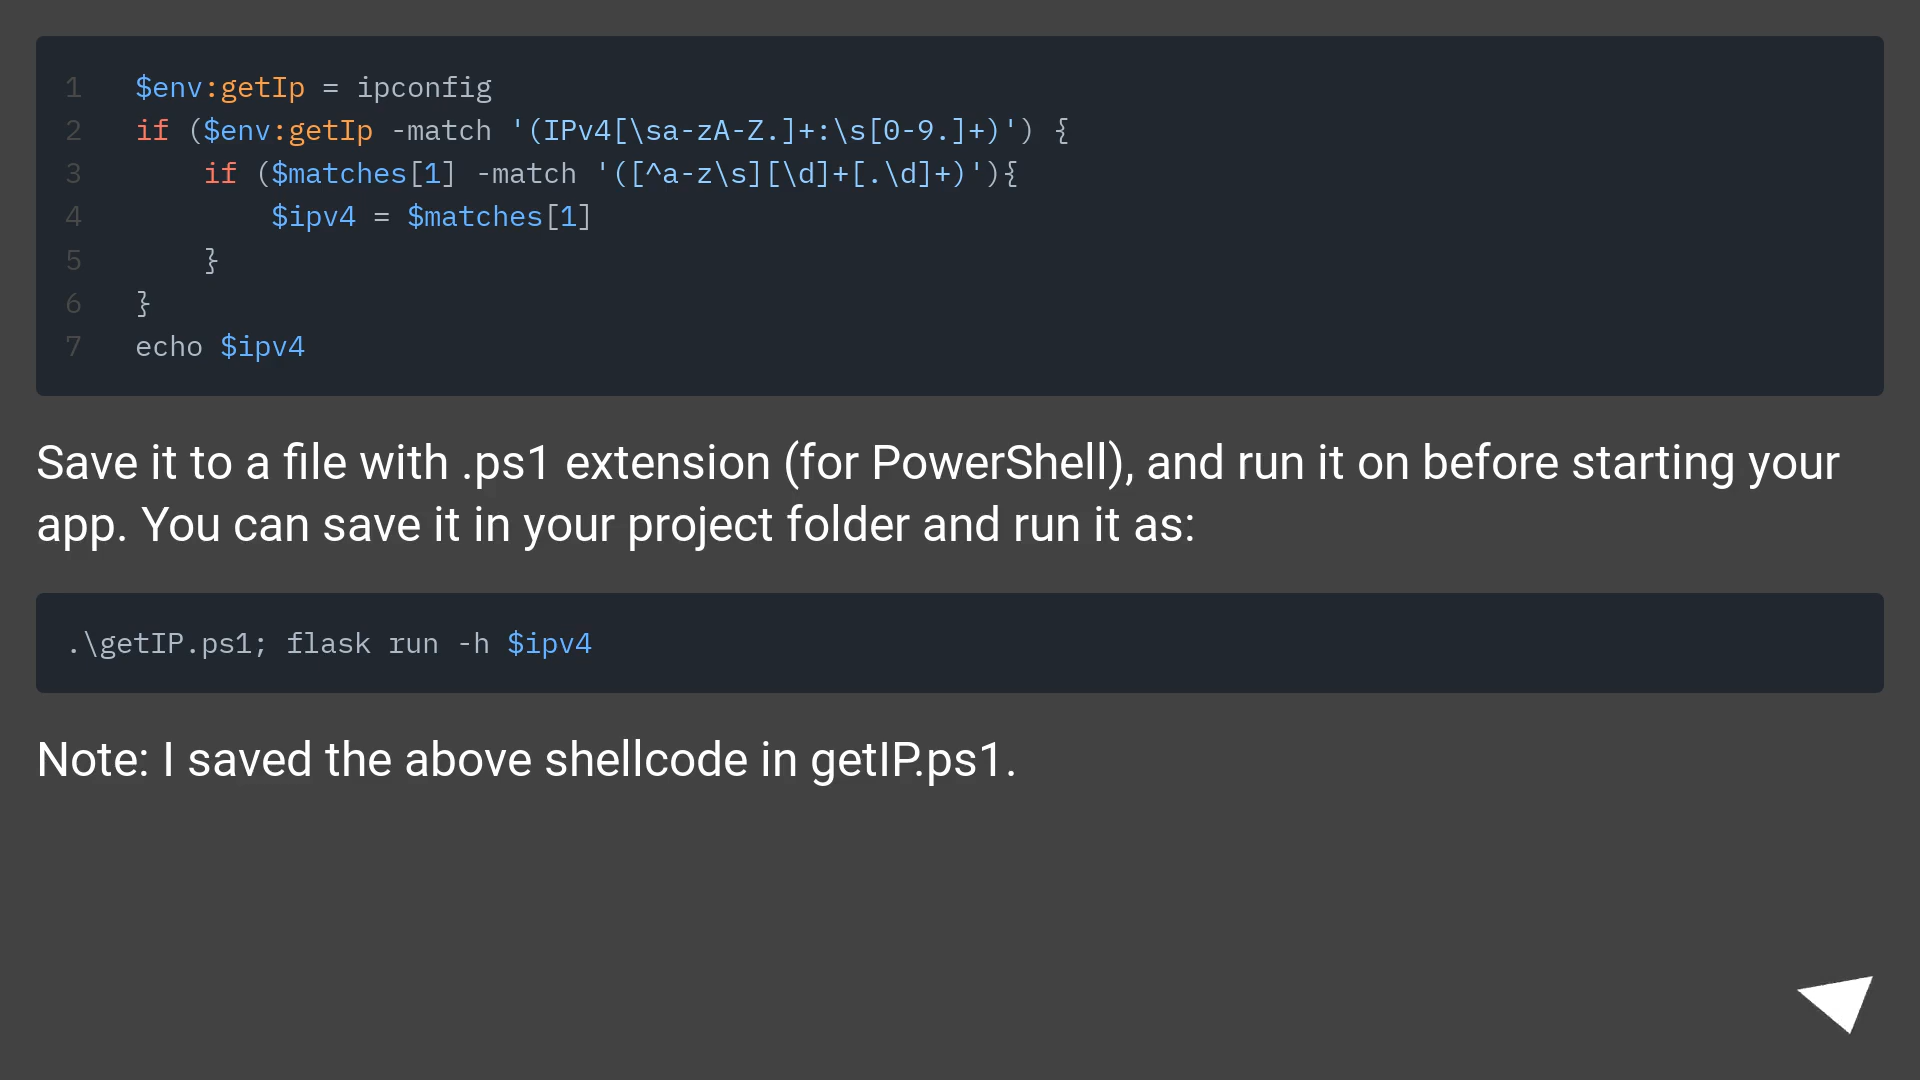 1 $env:getIp = ipconfig
2 if ($env:getIp -match '(IPv4[\sa-zA-Z.]+:\s[0-9.]+)') {
3     if ($matches[1] -match '([^a-z\s][\d]+[.\d]+)'){
4         $ipv4 = $matches[1]
5     }
6 }
7 echo $ipv4
Save it to a file with .ps1 extension (for PowerShell), and run it on before starting your
app. You can save it in your project folder and run it as:
.\getIP.ps1; flask run -h $ipv4
Note: I saved the above shellcode in getIP.ps1.